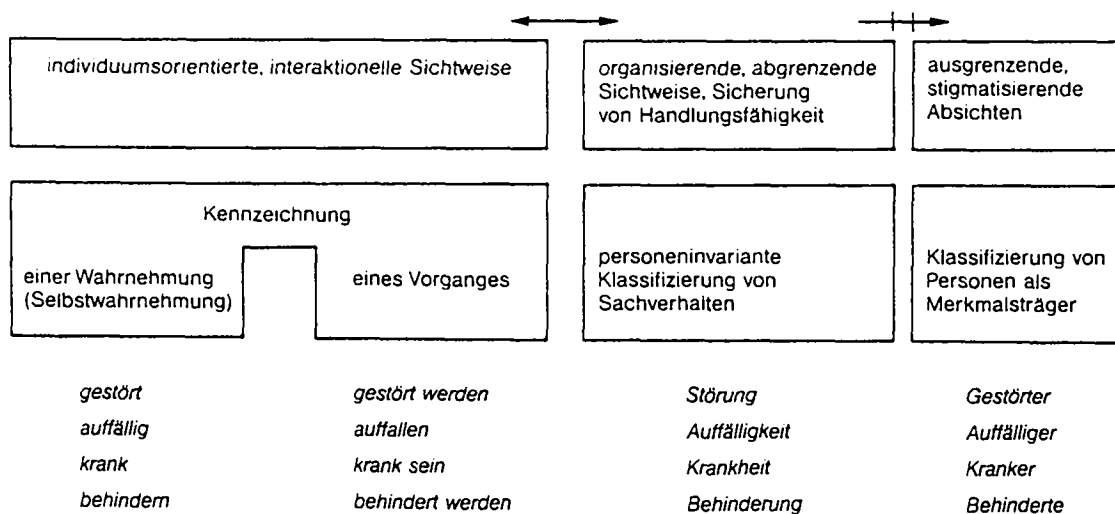 individuumsorientierte, interaktionelle Sichtweise
organisierende, abgrenzende
Sichtweise, Sicherung
von Handlungsfähigkeit
ausgrenzende,
stigmatisierende
Absichten
Kennzeichnung
einer Wahrnehmung
(Selbstwahrnehmung)
eines Vorganges
personeninvariante
Klassifizierung von
Sachverhalten
Klassifizierung von
Personen als
Merkmalsträger
gestört gestört werden Störung Gestörter
auffällig auffallen Auffälligkeit Auffälliger
krank krank sein Krankheit Kranker
behindern behindert werden Behinderung Behinderte